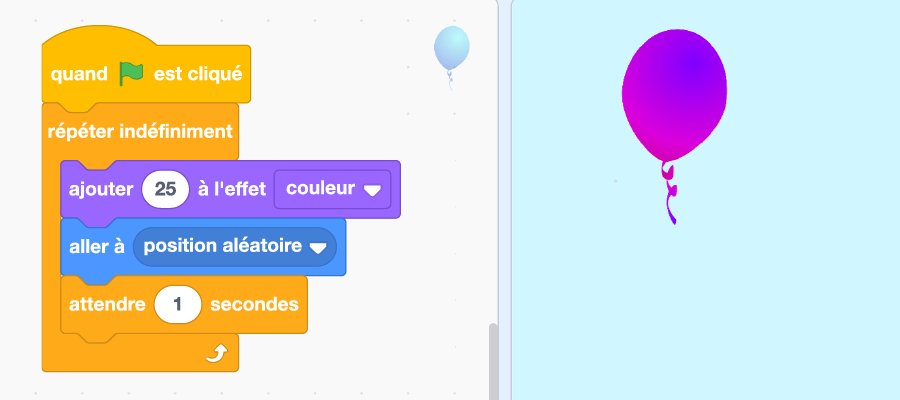 quand est cliqué
répéter indéfiniment
ajouter 25 à l'effet couleur
aller à position aléatoire
attendre 1 secondes